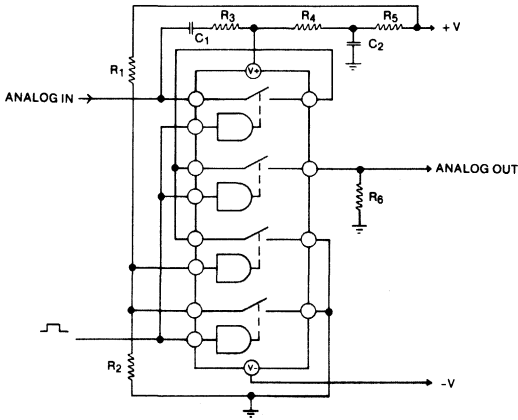 C1 R3 R4 R5 +V
C2
R1
V+
ANALOG IN
ANALOG OUT
R6
R2
V-
-V